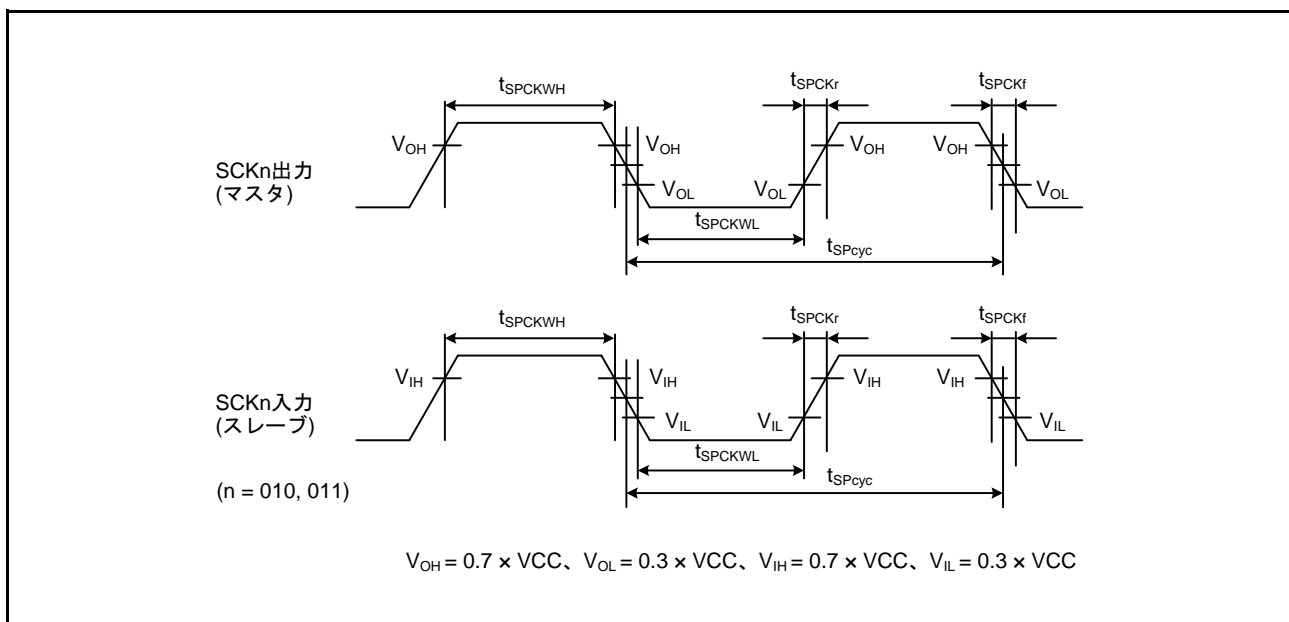 tSPCKWH
tSPCKr
tSPCKf
VOH
VOH
VOH
VOH
SCKn出力
(マスタ)
VOL
VOL
VOL
tSPCKWL
tSPcyc
tSPCKWH
tSPCKr
tSPCKf
VIH
VIH
VIH
VIH
SCKn入力
(スレーブ)
VIL
VIL
VIL
tSPCKWL
tSPcyc
(n = 010, 011)
VOH = 0.7 × VCC、VOL = 0.3 × VCC、VIH = 0.7 × VCC、VIL = 0.3 × VCC